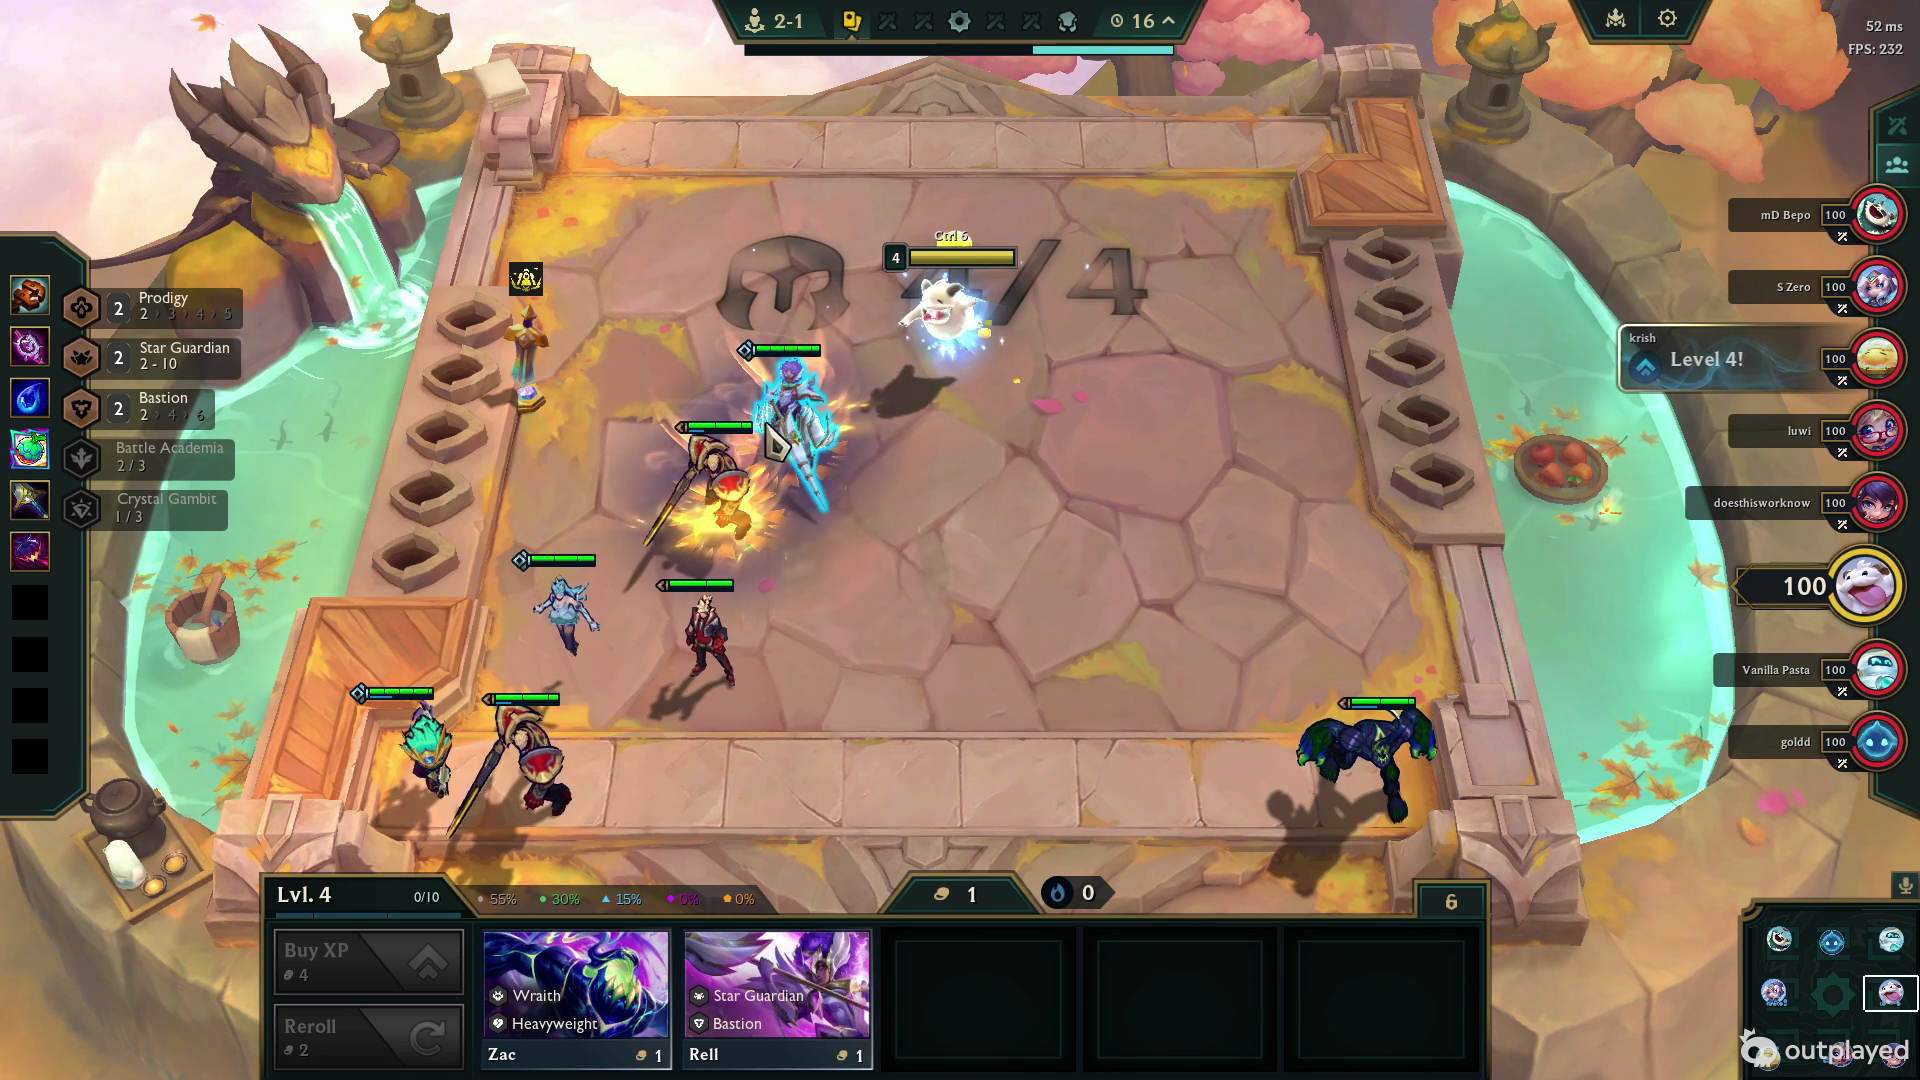 2-1
16
52 ms
FPS: 232
Ctrl 6
4
/4
mD Bepo 100
S Zero 100
krish
Level 4! 100
luwi 100
doesthisworknow 100
100
Vanilla Pasta 100
goldd 100
2 Prodigy
2 › 3 › 4 › 5
2 Star Guardian
2 - 10
2 Bastion
2 › 4 › 6
Battle Academia
2 / 3
Crystal Gambit
1 / 3
Lvl. 4
0/10
55% 30% 15% 0% 0%
1
0
6
Buy XP
4
Reroll
2
Wraith
Heavyweight
Zac 1
Star Guardian
Bastion
Rell 1
outplayed